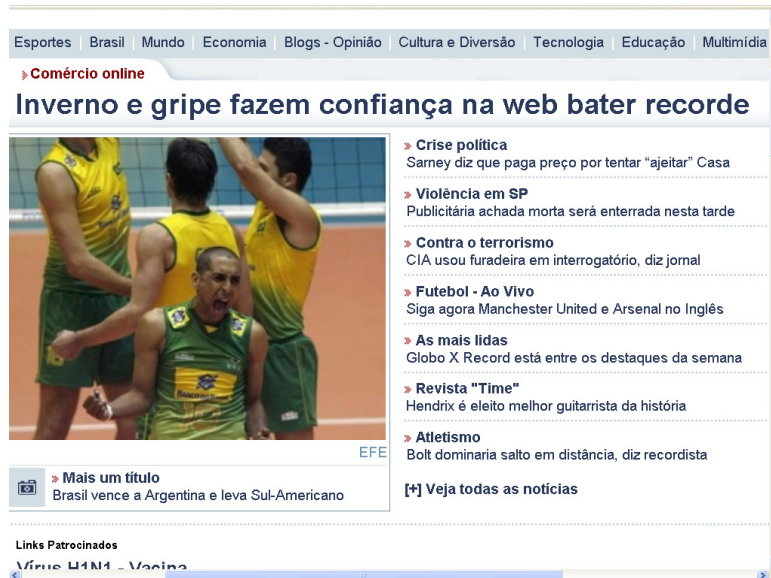 Esportes | Brasil | Mundo | Economia | Blogs - Opinião | Cultura e Diversão | Tecnologia | Educação | Multimídia
Comércio online
Inverno e gripe fazem confiança na web bater recorde
Crise política
Sarney diz que paga preço por tentar “ajeitar” Casa
Violência em SP
Publicitária achada morta será enterrada nesta tarde
Contra o terrorismo
CIA usou furadeira em interrogatório, diz jornal
Futebol - Ao Vivo
Siga agora Manchester United e Arsenal no Inglês
As mais lidas
Globo X Record está entre os destaques da semana
Revista "Time"
Hendrix é eleito melhor guitarrista da história
Atletismo
Bolt dominaria salto em distância, diz recordista
[+] Veja todas as notícias
EFE
Mais um título
Brasil vence a Argentina e leva Sul-Americano
Links Patrocinados
Vírus H1N1 - Vacina